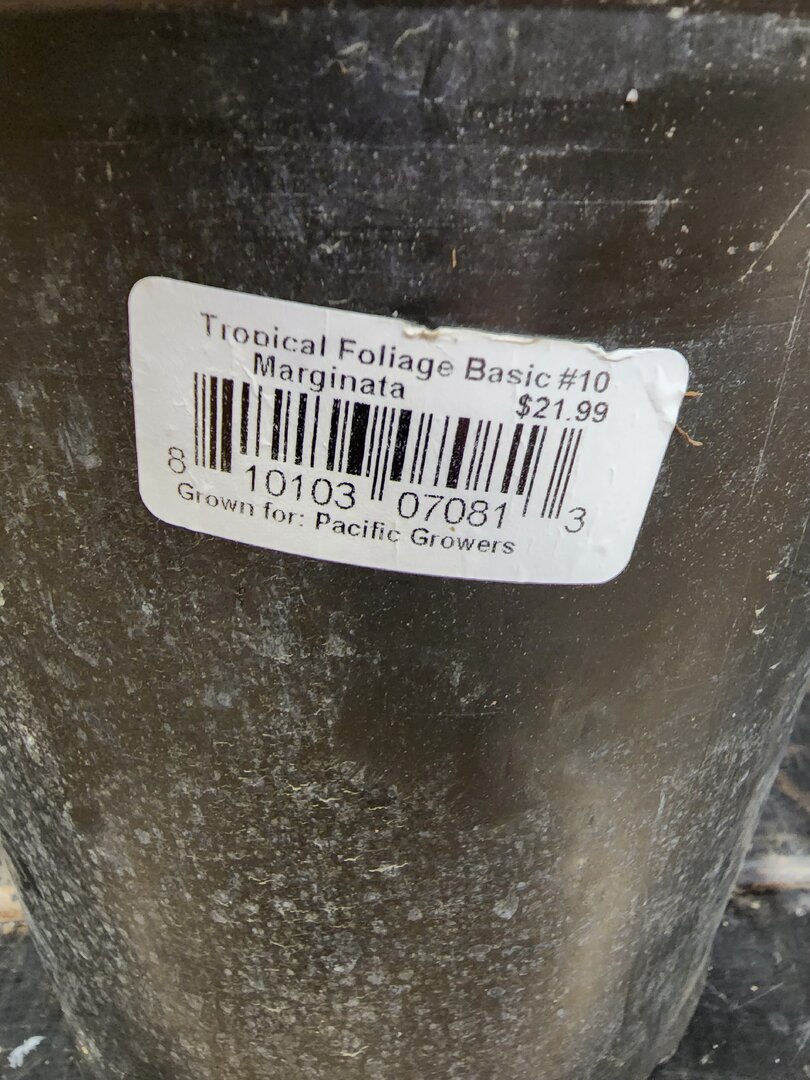 Tropical Foliage Basic #10
Marginata
$21.99
8 10103 07081 3
Grown for: Pacific Growers